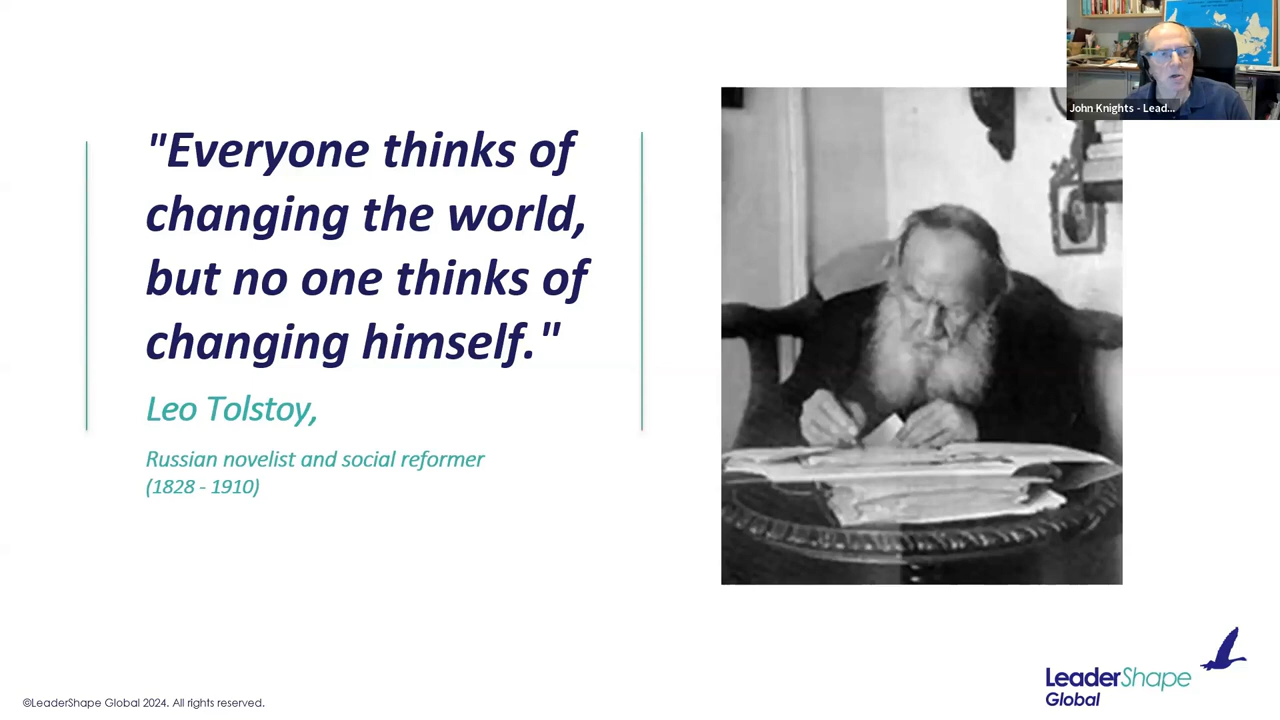 John Knights - Lead...
"Everyone thinks of
changing the world,
but no one thinks of
changing himself."
Leo Tolstoy,
Russian novelist and social reformer
(1828 - 1910)
LeaderShape
Global
©LeaderShape Global 2024. All rights reserved.